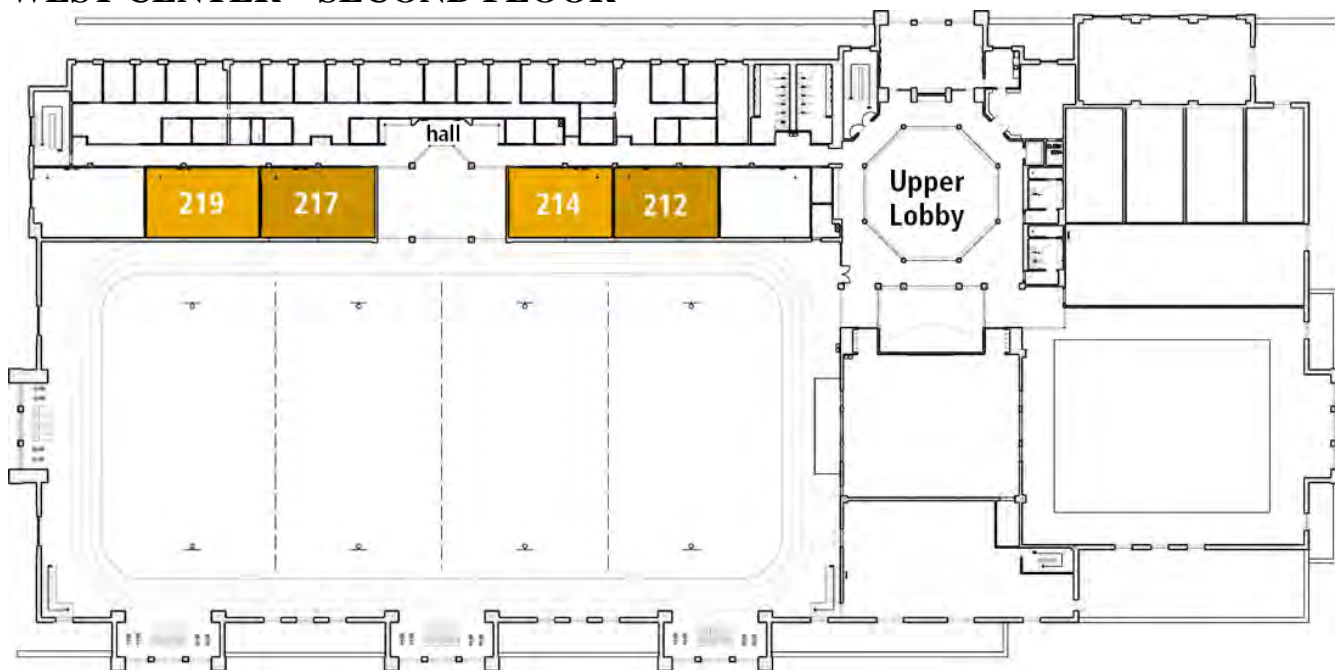 WEST CENTER – SECOND FLOOR
hall
219
217
214
212
Upper
Lobby